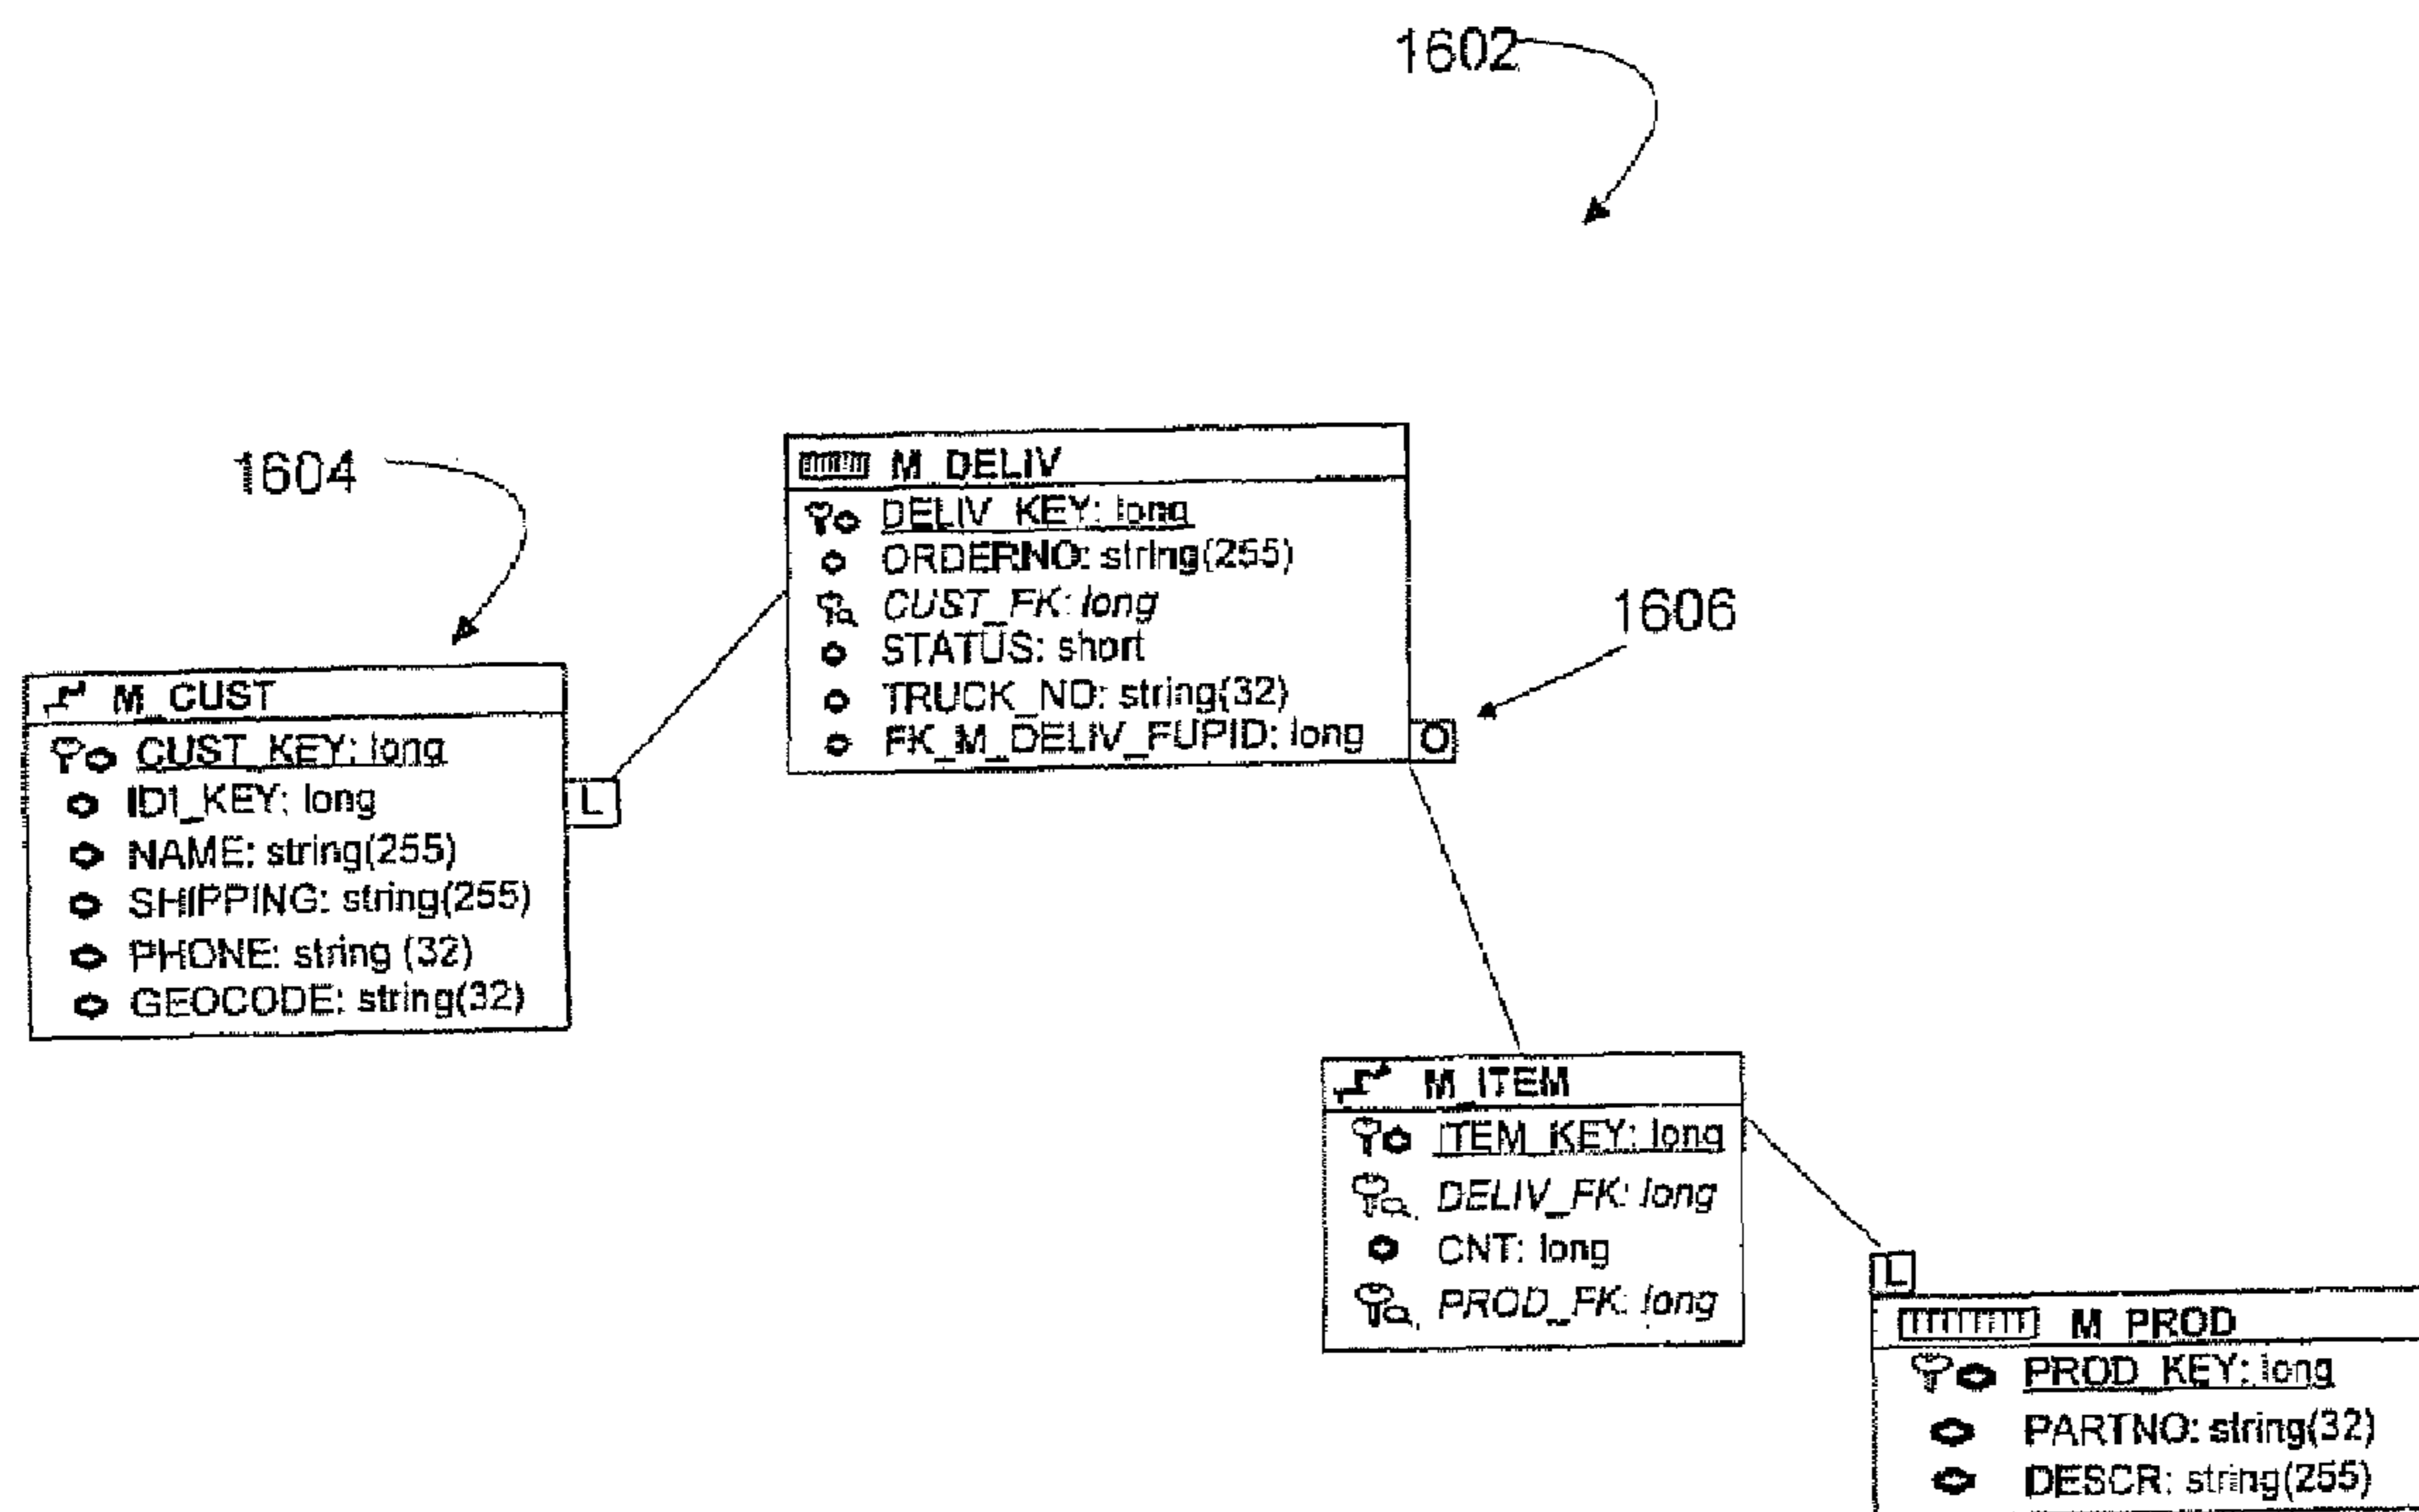 1602
1604
M_DELIV
DELIV_KEY: long
ORDERNO: string(255)
CUST_FK: long
STATUS: short
TRUCK_NO: string(32)
FK_M_DELIV_FUPID: long
O
1606
M_CUST
CUST_KEY: long
ID1_KEY: long
NAME: string(255)
SHIPPING: string(255)
PHONE: string (32)
GEOCODE: string(32)
L
M_ITEM
ITEM_KEY: long
DELIV_FK: long
CNT: long
PROD_FK: long
L
M_PROD
PROD_KEY: long
PARTNO: string(32)
DESCR: string(255)